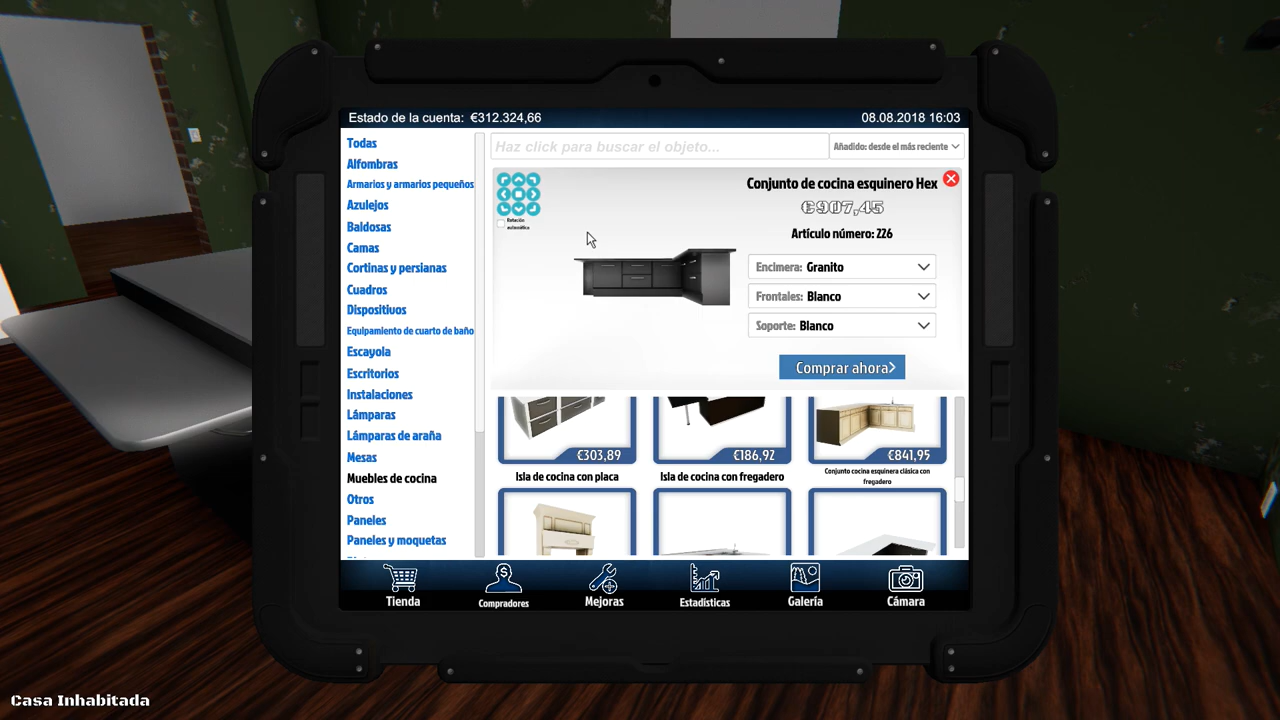 Estado de la cuenta: €312.324,66
08.08.2018 16:03
Todas
Alfombras
Armarios y armarios pequeños
Azulejos
Baldosas
Camas
Cortinas y persianas
Cuadros
Dispositivos
Equipamiento de cuarto de baño
Escayola
Escritorios
Instalaciones
Lámparas
Lámparas de araña
Mesas
Muebles de cocina
Otros
Paneles
Paneles y moquetas
Haz click para buscar el objeto...
Añadido: desde el más reciente
Rotación
automática
Conjunto de cocina esquinero Hex
€907,45
Artículo número: 226
Encimera: Granito
Frontales: Blanco
Soporte: Blanco
Comprar ahora>
€303,89
€186,92
€841,95
Isla de cocina con placa
Isla de cocina con fregadero
Conjunto cocina esquinera clásica con
fregadero
Tienda
Compradores
Mejoras
Estadísticas
Galería
Cámara
Casa Inhabitada